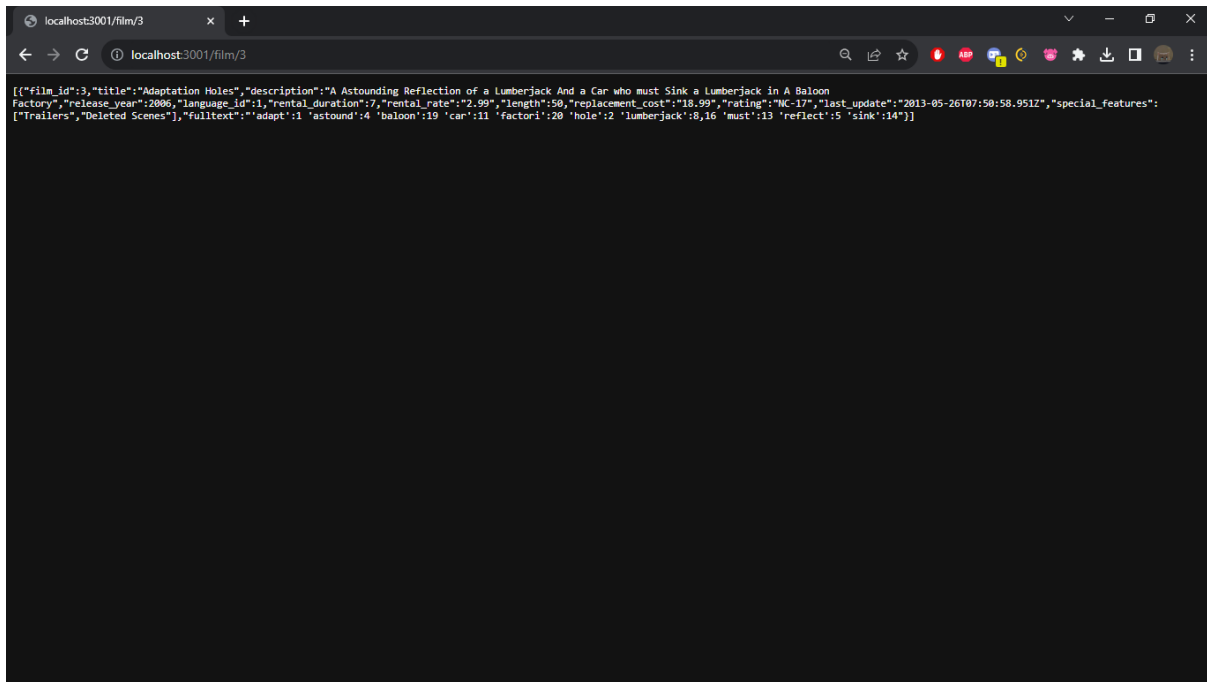 localhost:3001/film/3
localhost:3001/film/3
ABP
[{"film_id":3,"title":"Adaptation Holes","description":"A Astounding Reflection of a Lumberjack And a Car who must Sink a Lumberjack in A Baloon
Factory","release_year":2006,"language_id":1,"rental_duration":7,"rental_rate":"2.99","length":50,"replacement_cost":"18.99","rating":"NC-17","last_update":"2013-05-26T07:50:58.951Z","special_features":
["Trailers","Deleted Scenes"],"fulltext":"'adapt':1 'astound':4 'baloon':19 'car':11 'factori':20 'hole':2 'lumberjack':8,16 'must':13 'reflect':5 'sink':14"}]